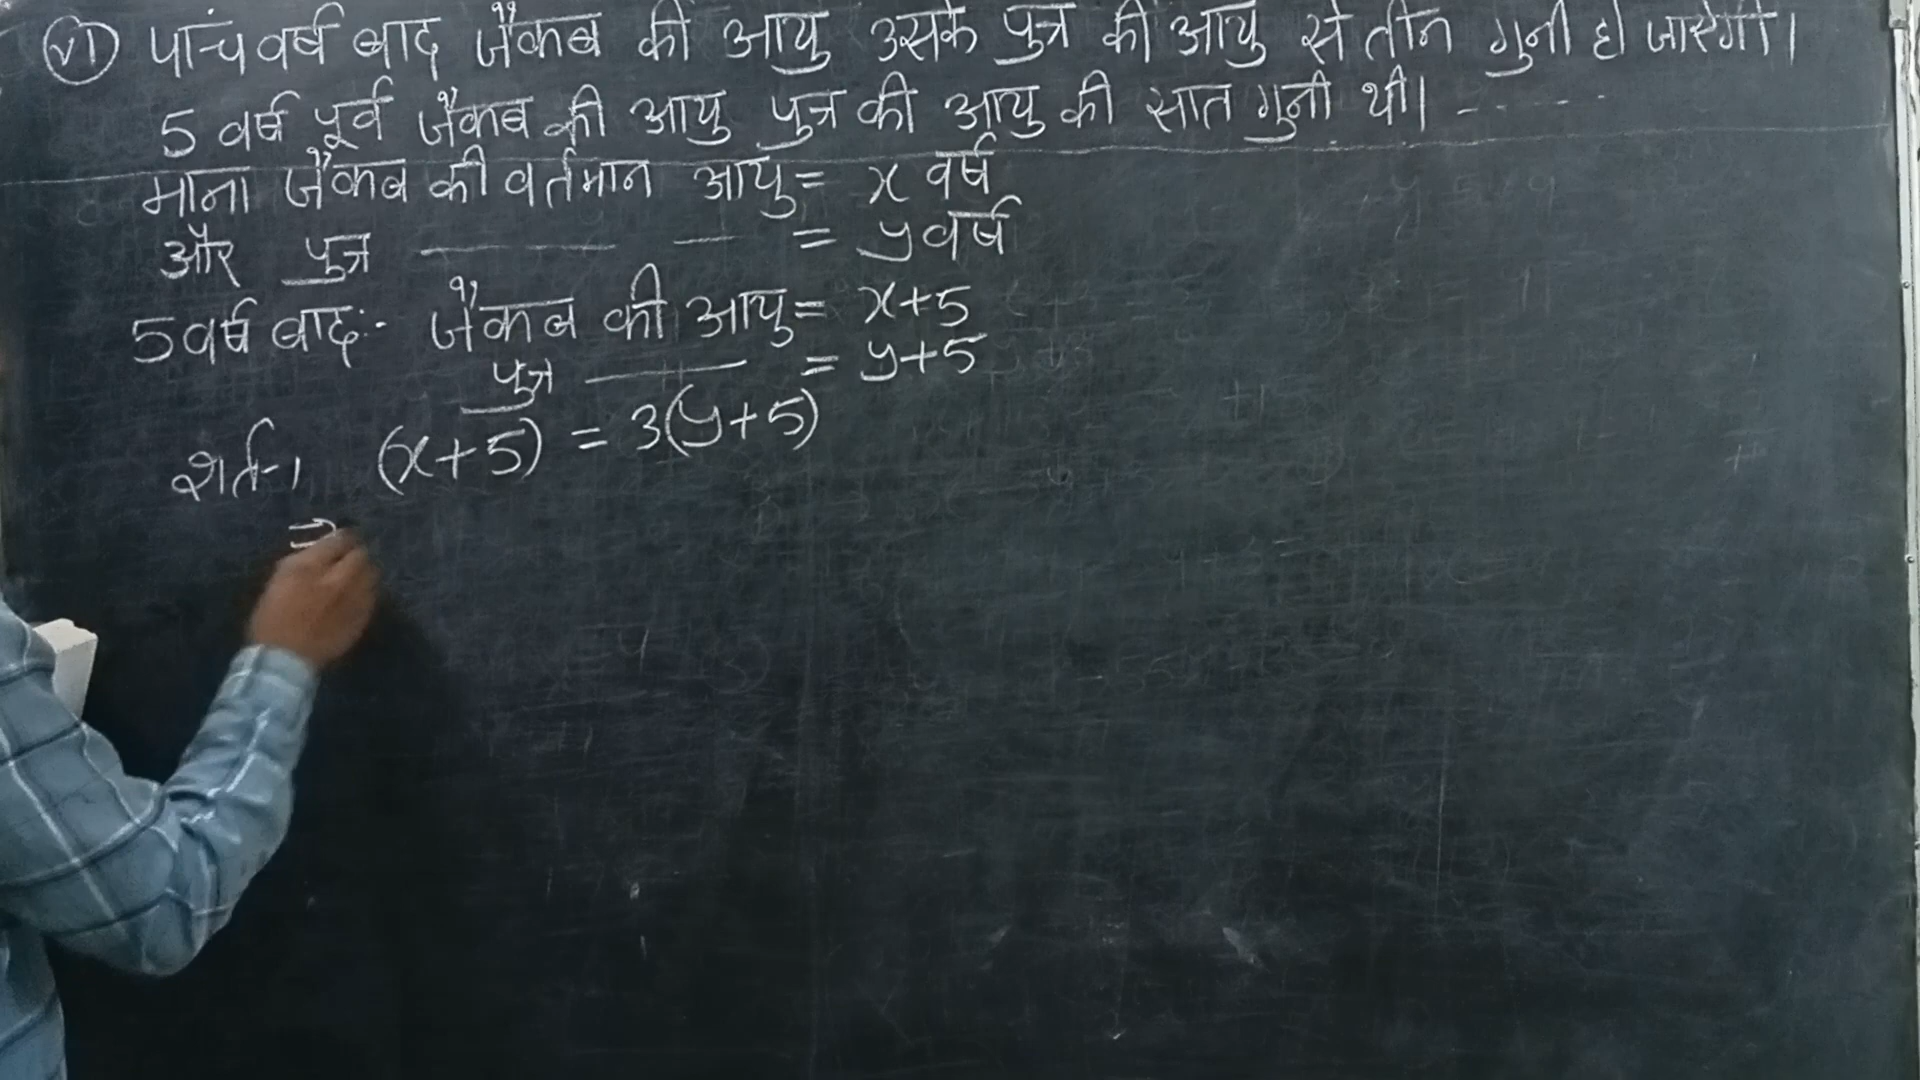 (vi) पांच वर्ष बाद जैकब की आयु उसके पुत्र की आयु से तीन गुनी हो जाएगी।
5 वर्ष पूर्व जैकब की आयु पुत्र की आयु की सात गुनी थी। - - - - - -
माना जैकब की वर्तमान आयु = x वर्ष
और पुत्र ——— — = y वर्ष
5 वर्ष बाद:- जैकब की आयु = x+5
पुत्र ——— = y+5
शर्त-1 (x+5) = 3(y+5)
⇒